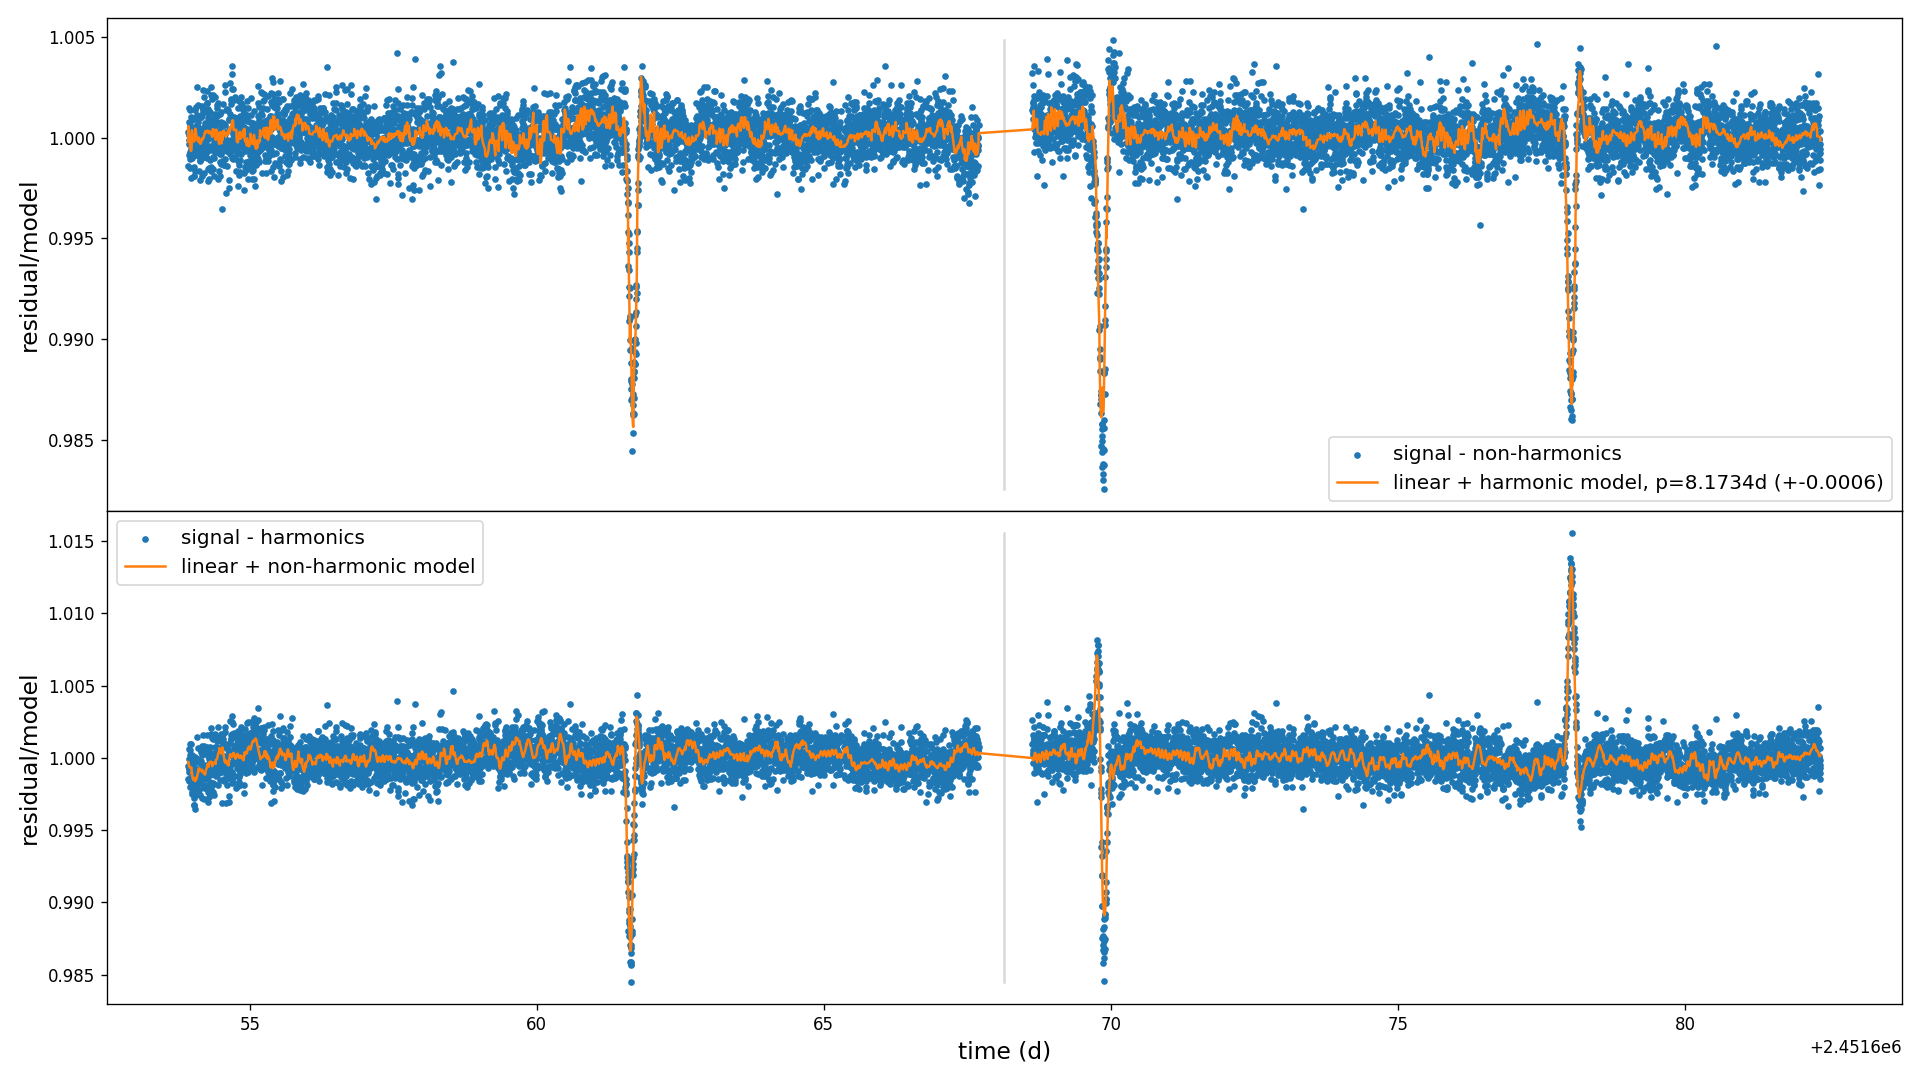 1.005
1.000
0.995
0.990
0.985
residual/model
signal - non-harmonics
linear + harmonic model, p=8.1734d (+-0.0006)
signal - harmonics
linear + non-harmonic model
1.015
1.010
1.005
1.000
0.995
0.990
0.985
residual/model
55
60
65
70
75
80
time (d)
+2.4516e6